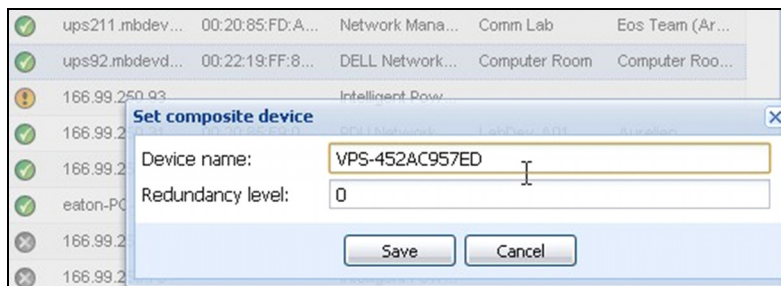 ups211.mbdev... 00:20:85:FD:A... Network Mana... Comm Lab Eos Team (Ar...
ups92.mbdevd... 00:22:19:FF:8... DELL Network... Computer Room Computer Roo...
166.99.250.93 Intelligent Pow...
Set composite device
166.99.2
Device name: VPS-452AC957ED
166.99.2
Redundancy level: 0
eaton-PC
166.99.2
Save Cancel
166.99.2